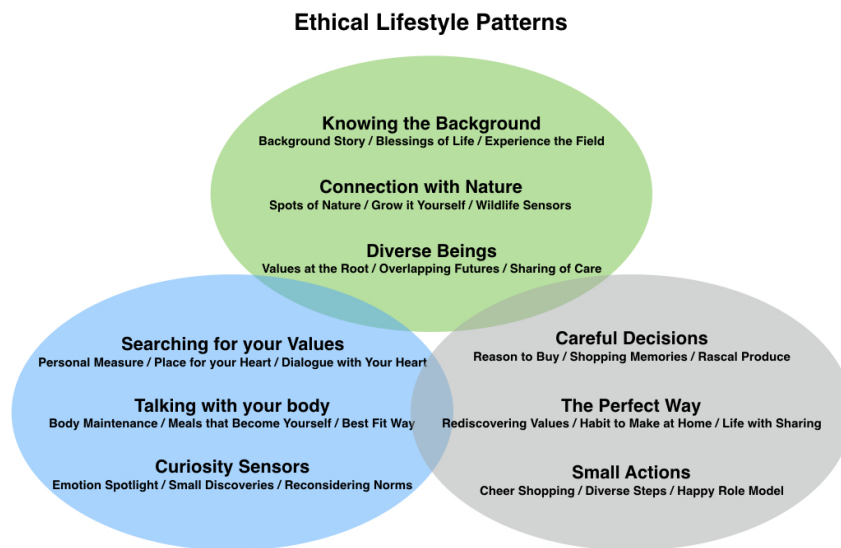 Ethical Lifestyle Patterns
Knowing the Background
Background Story / Blessings of Life / Experience the Field
Connection with Nature
Spots of Nature / Grow it Yourself / Wildlife Sensors
Diverse Beings
Values at the Root / Overlapping Futures / Sharing of Care
Searching for your Values
Personal Measure / Place for your Heart / Dialogue with Your Heart
Talking with your body
Body Maintenance / Meals that Become Yourself / Best Fit Way
Curiosity Sensors
Emotion Spotlight / Small Discoveries / Reconsidering Norms
Careful Decisions
Reason to Buy / Shopping Memories / Rascal Produce
The Perfect Way
Rediscovering Values / Habit to Make at Home / Life with Sharing
Small Actions
Cheer Shopping / Diverse Steps / Happy Role Model